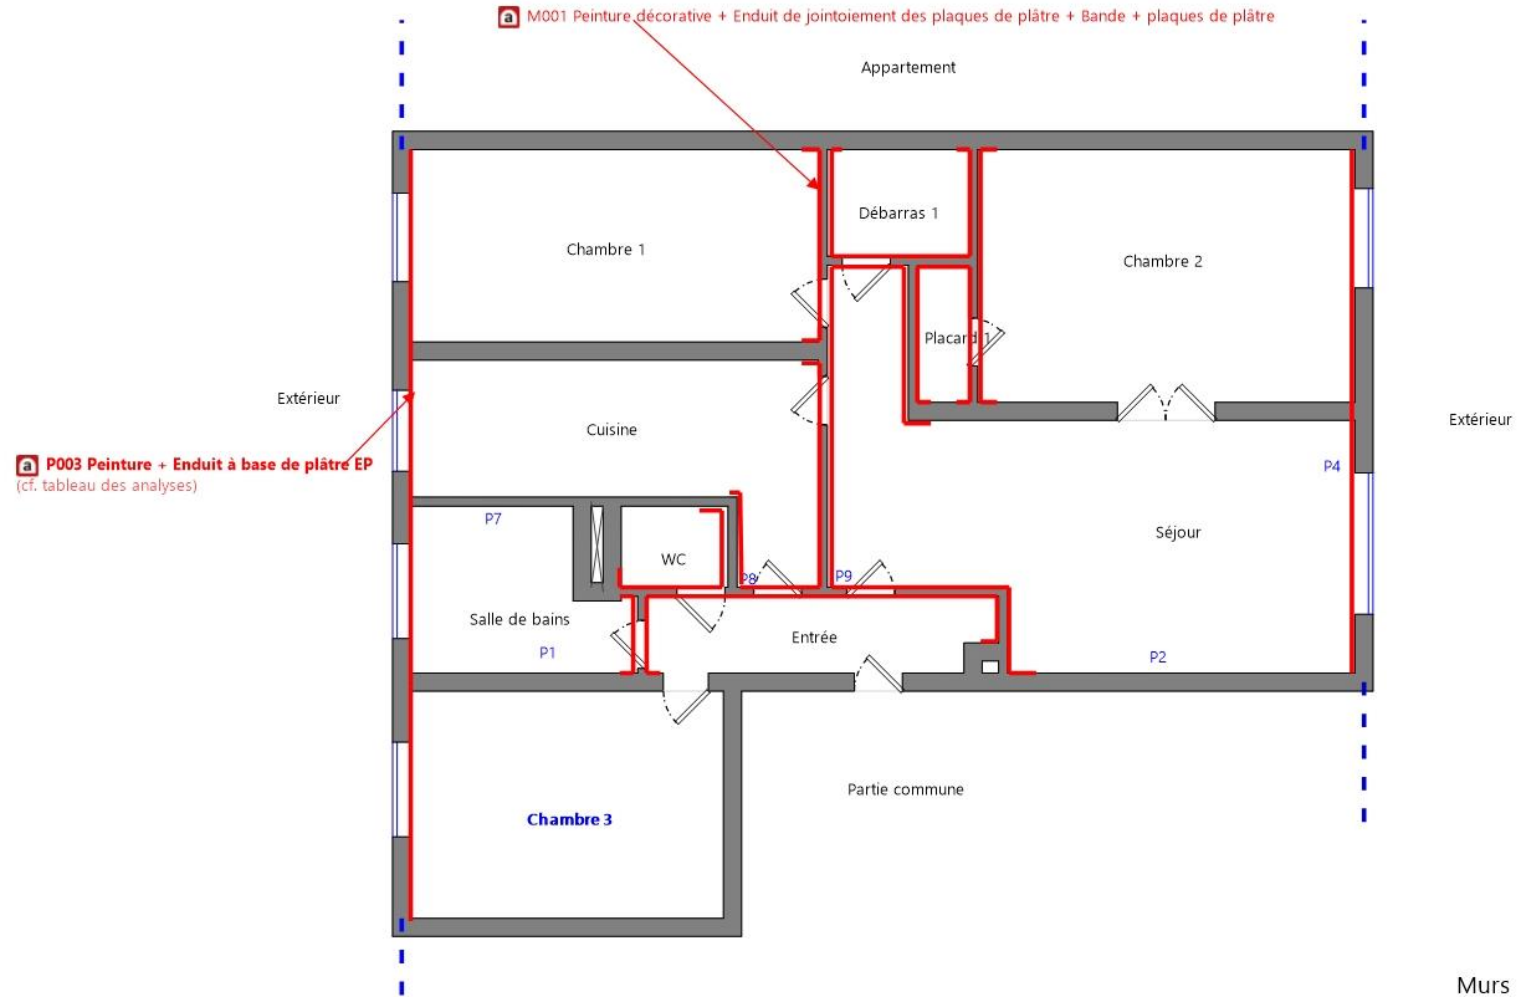 a M001 Peinture décorative + Enduit de jointoiement des plaques de plâtre + Bande + plaques de plâtre
Appartement
Débarras 1
Chambre 1
Chambre 2
Placard 1
Extérieur
Extérieur
Cuisine
a P003 Peinture + Enduit à base de plâtre EP
(cf. tableau des analyses)
P4
P7
Séjour
WC
P8
P9
Salle de bains
Entrée
P1
P2
Partie commune
Chambre 3
Murs